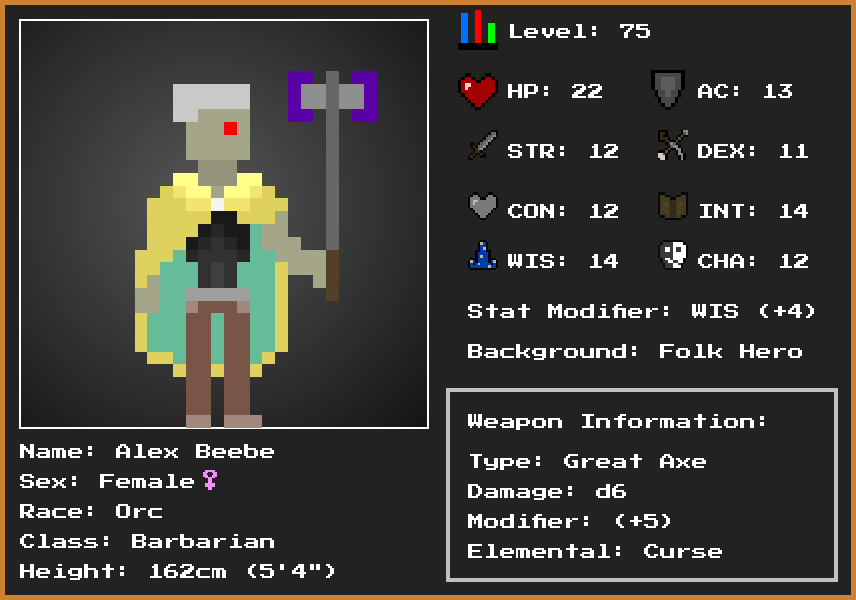 Level: 75
HP: 22
AC: 13
STR: 12
DEX: 11
CON: 12
INT: 14
WIS: 14
CHA: 12
Stat Modifier: WIS (+4)
Background: Folk Hero
Weapon Information:
Type: Great Axe
Damage: d6
Modifier: (+5)
Elemental: Curse
Name: Alex Beebe
Sex: Female♀
Race: Orc
Class: Barbarian
Height: 162cm (5'4")